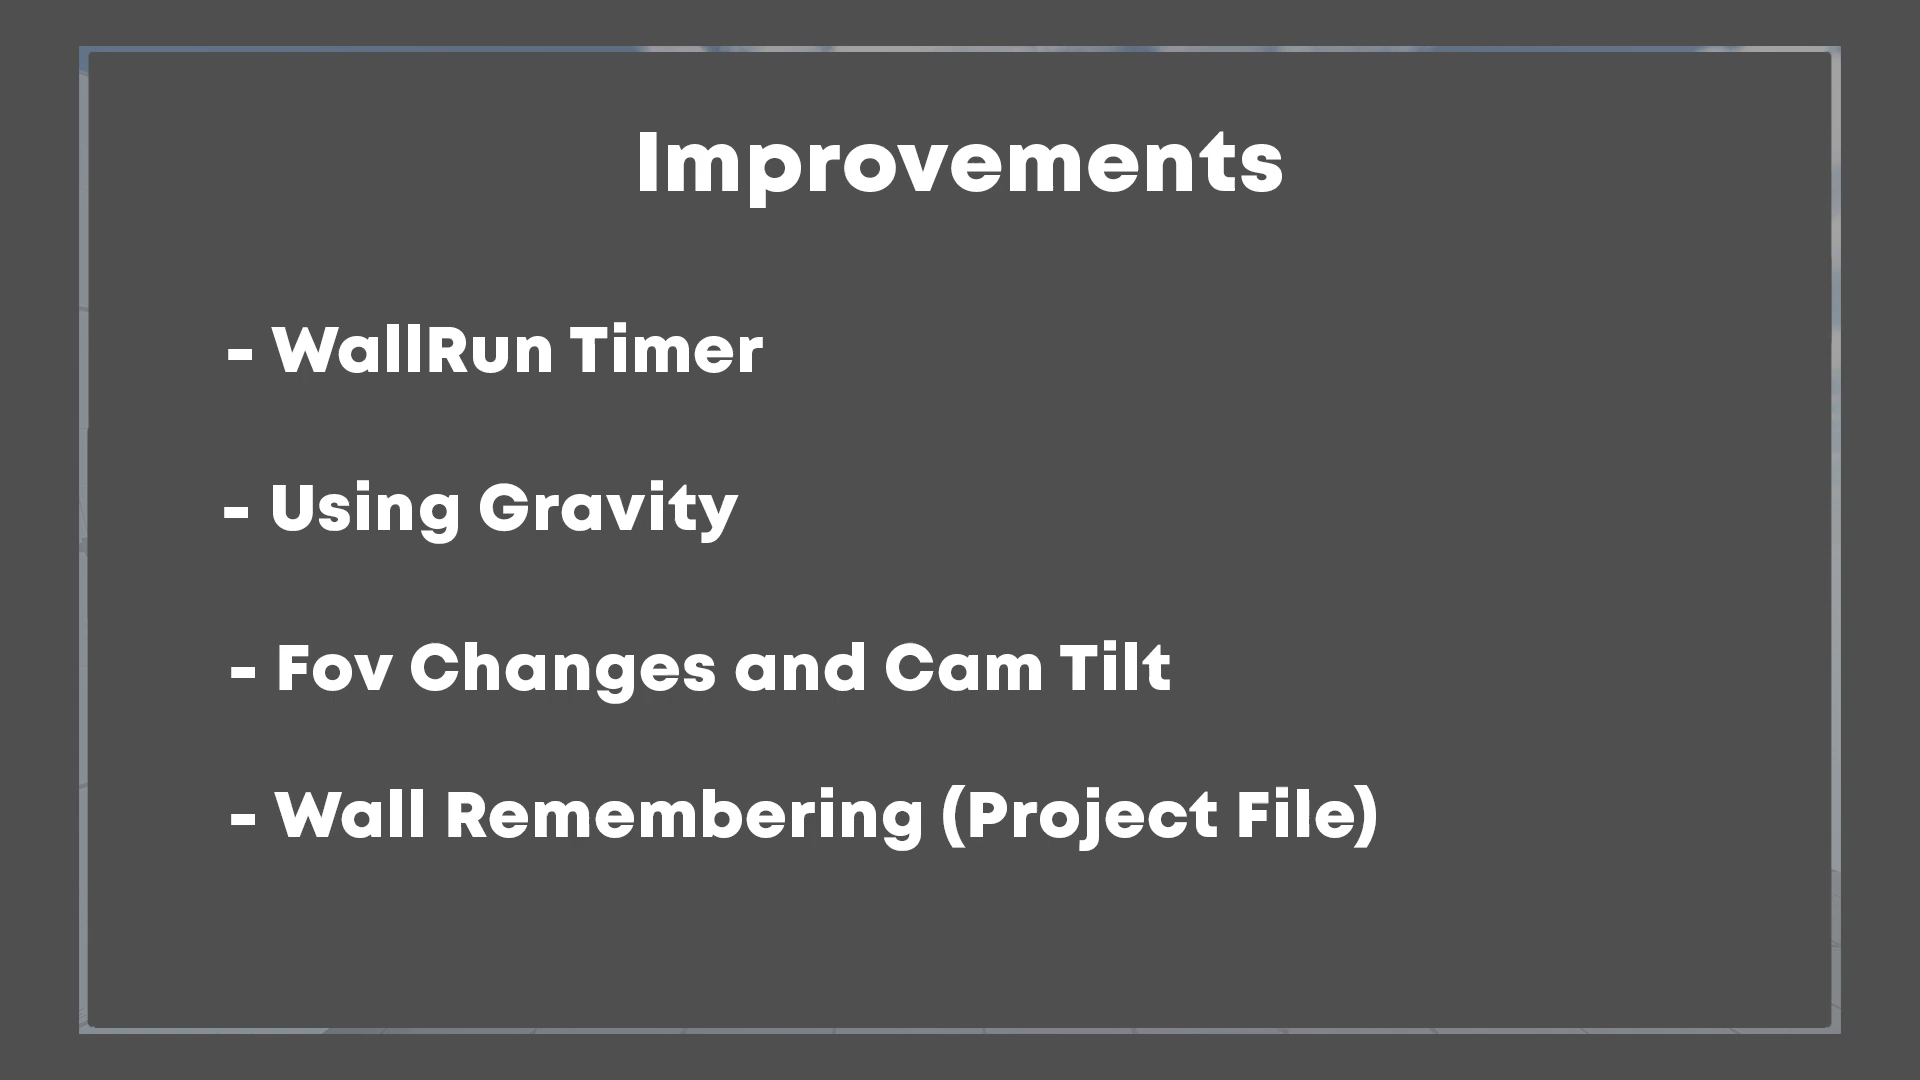 Improvements
- WallRun Timer
- Using Gravity
- Fov Changes and Cam Tilt
- Wall Remembering (Project File)